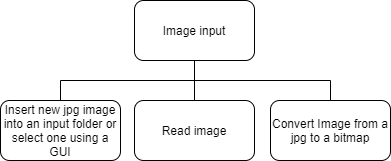 Image input
Insert new jpg image
into an input folder or
select one using a
GUI
Read image
Convert Image from a
jpg to a bitmap